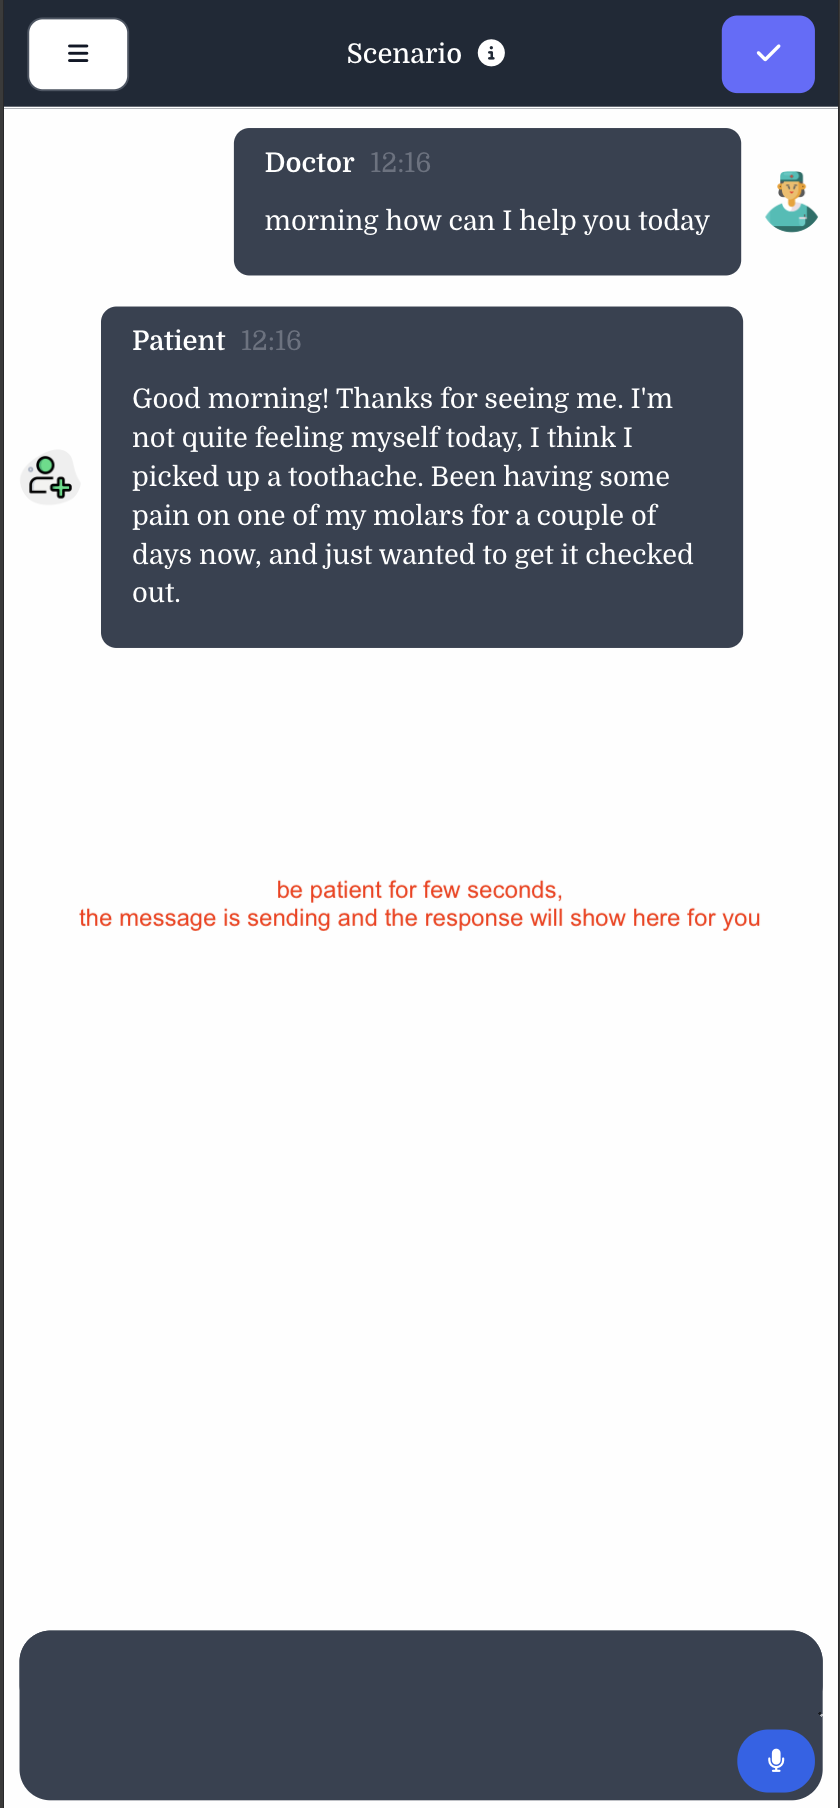 Scenario
Doctor 12:16
morning how can I help you today
Patient 12:16
Good morning! Thanks for seeing me. I'm
not quite feeling myself today, I think I
picked up a toothache. Been having some
pain on one of my molars for a couple of
days now, and just wanted to get it checked
out.
be patient for few seconds,
the message is sending and the response will show here for you